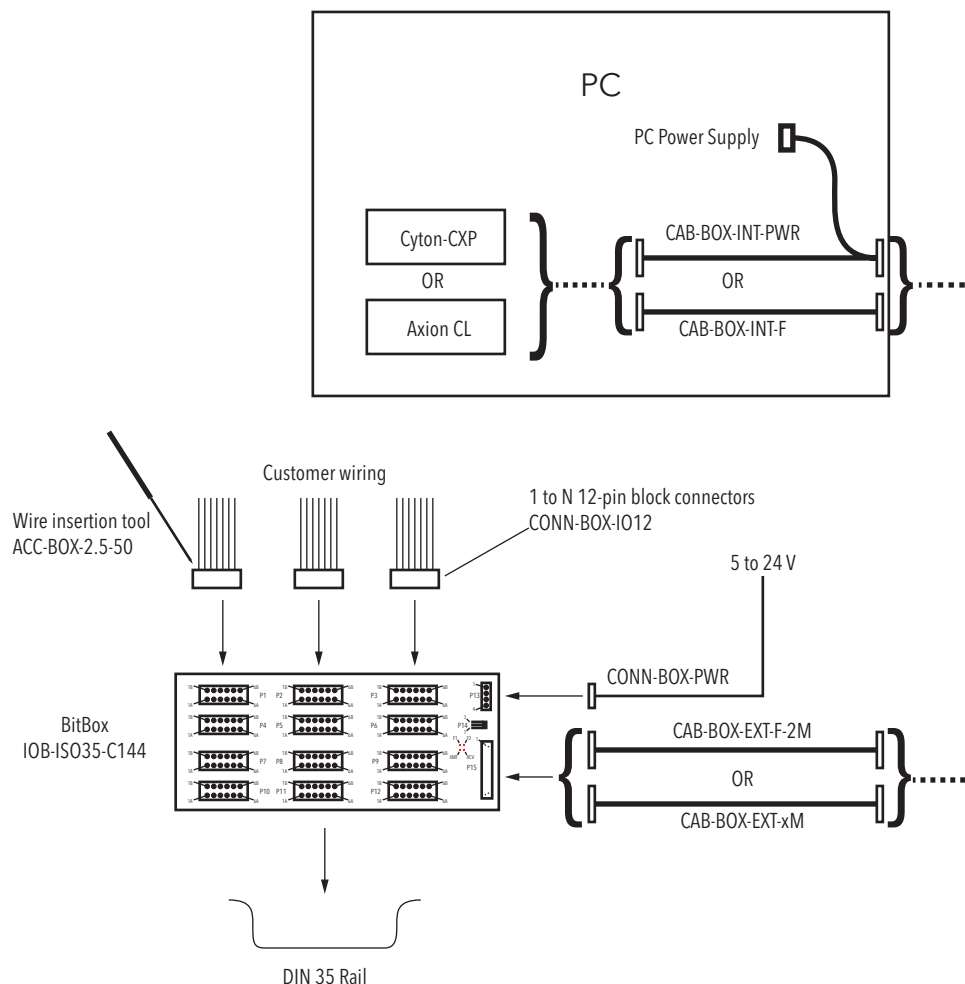 PC
PC Power Supply
Cyton-CXP
OR
Axion CL
CAB-BOX-INT-PWR
OR
CAB-BOX-INT-F
Customer wiring
Wire insertion tool
ACC-BOX-2.5-50
1 to N 12-pin block connectors
CONN-BOX-IO12
5 to 24 V
CONN-BOX-PWR
BitBox
IOB-ISO35-C144
P1
P2
P3
P13
P4
P5
P6
P14
P7
P8
P9
P15
P10
P11
P12
CAB-BOX-EXT-F-2M
OR
CAB-BOX-EXT-xM
DIN 35 Rail